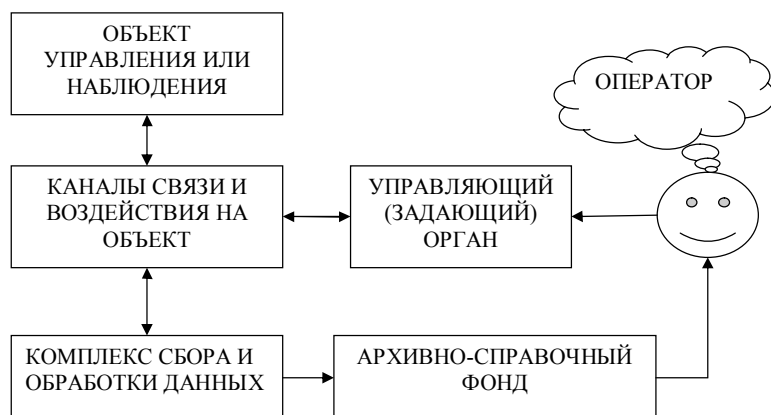 ОБЪЕКТ
УПРАВЛЕНИЯ ИЛИ
НАБЛЮДЕНИЯ
ОПЕРАТОР
КАНАЛЫ СВЯЗИ И
ВОЗДЕЙСТВИЯ НА
ОБЪЕКТ
УПРАВЛЯЮЩИЙ
(ЗАДАЮЩИЙ)
ОРГАН
КОМПЛЕКС СБОРА И
ОБРАБОТКИ ДАННЫХ
АРХИВНО-СПРАВОЧНЫЙ
ФОНД